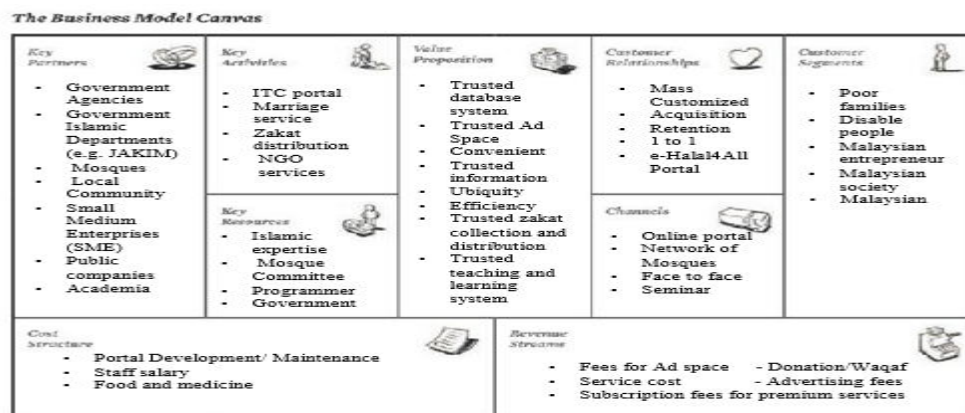 The Business Model Canvas
Key
Partners
- Government
Agencies
- Government
Islamic
Departments
(e.g. JAKIM)
- Mosques
- Local
Community
- Small
Medium
Enterprises
(SME)
- Public
companies
- Academia
Key
Activities
- ITC portal
- Marriage
service
- Zakat
distribution
- NGO
services
Key
Resources
- Islamic
expertise
- Mosque
Committee
- Programmer
- Government
Value
Proposition
- Trusted
database
system
- Trusted Ad
Space
- Convenient
- Trusted
information
- Ubiquity
- Efficiency
- Trusted zakat
collection and
distribution
- Trusted
teaching and
learning
system
Customer
Relationships
- Mass
Customized
- Acquisition
- Retention
- 1 to 1
- e-Halal4All
Portal
Channels
- Online portal
- Network of
Mosques
- Face to face
- Seminar
Customer
Segments
- Poor
families
- Disable
people
- Malaysian
entrepreneur
- Malaysian
society
- Malaysian
Cost
Structure
- Portal Development/ Maintenance
- Staff salary
- Food and medicine
Revenue
Streams
- Fees for Ad space - Donation/Waqaf
- Service cost - Advertising fees
- Subscription fees for premium services